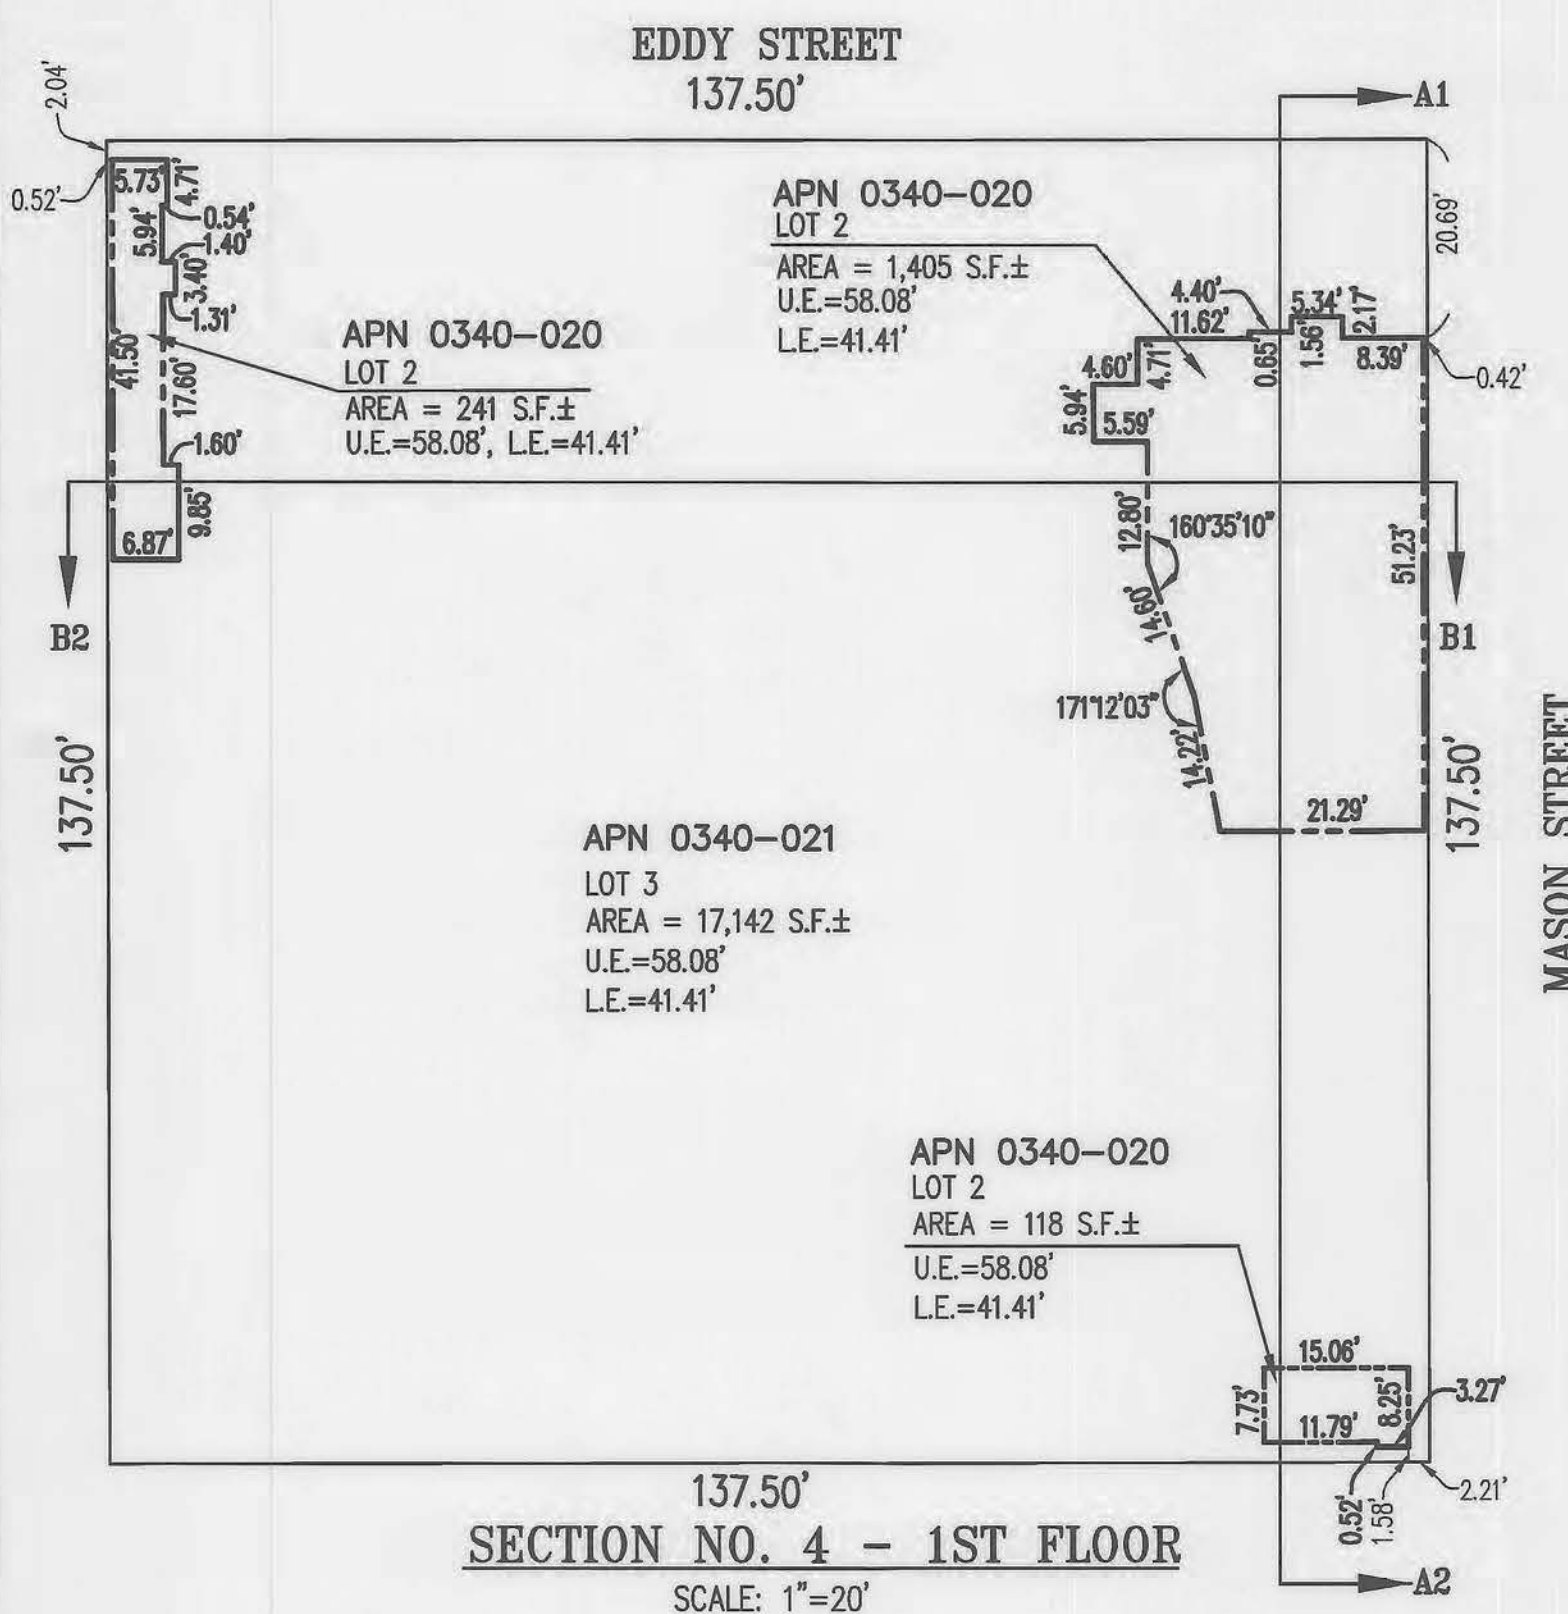 EDDY STREET
137.50'
A1
2.04'
0.52'
5.73'
4.71'
0.54'
5.94'
1.40'
3.40'
1.31'
41.50'
17.60'
1.60'
9.85'
6.87'
APN 0340-020
LOT 2
AREA = 241 S.F.±
U.E.=58.08', L.E.=41.41'
APN 0340-020
LOT 2
AREA = 1,405 S.F.±
U.E.=58.08'
L.E.=41.41'
20.69'
4.40'
5.34'
2.17'
11.62'
0.65'
1.56'
8.39'
0.42'
4.60'
4.71'
5.94'
5.59'
12.80'
160°35'10"
51.23'
14.60'
B2
B1
171°12'03"
14.22'
21.29'
137.50'
137.50'
MASON STREET
APN 0340-021
LOT 3
AREA = 17,142 S.F.±
U.E.=58.08'
L.E.=41.41'
APN 0340-020
LOT 2
AREA = 118 S.F.±
U.E.=58.08'
L.E.=41.41'
15.06'
7.73'
8.25'
3.27'
11.79'
0.52'
1.58'
2.21'
137.50'
SECTION NO. 4 - 1ST FLOOR
SCALE: 1"=20'
A2